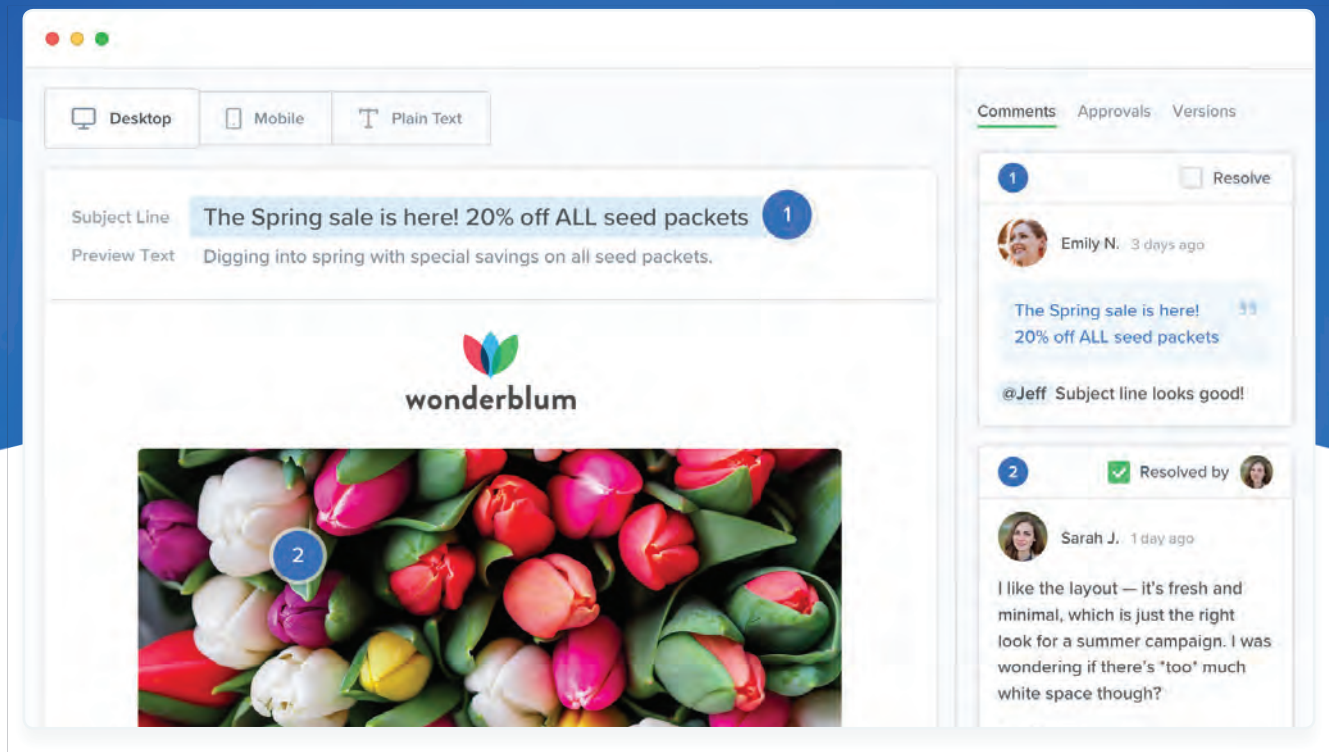 Desktop
Mobile
Plain Text
Subject Line
The Spring sale is here! 20% off ALL seed packets
1
Preview Text
Digging into spring with special savings on all seed packets.
wonderblum
2
Comments
Approvals
Versions
1
Resolve
Emily N.
3 days ago
The Spring sale is here!
20% off ALL seed packets
@Jeff Subject line looks good!
2
Resolved by
Sarah J.
1 day ago
I like the layout — it's fresh and
minimal, which is just the right
look for a summer campaign. I was
wondering if there's *too* much
white space though?